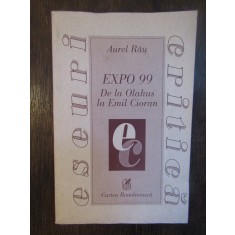 Aurel Rău
EXPO 99
De la Olahus
la Emil Cioran
eseuri
critică
ec
Cartea Românească